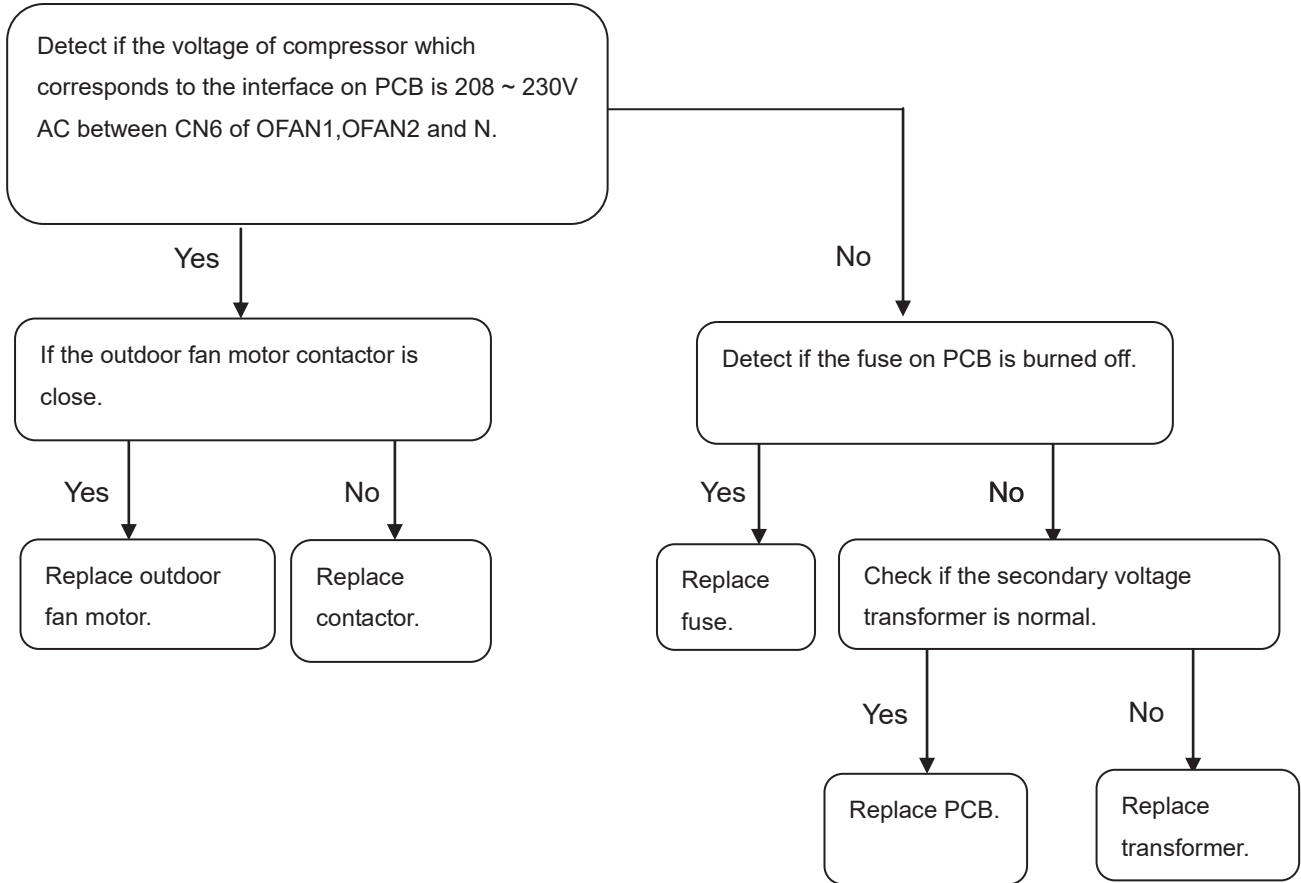 Detect if the voltage of compressor which
corresponds to the interface on PCB is 208 ~ 230V
AC between CN6 of OFAN1,OFAN2 and N.
Yes
No
If the outdoor fan motor contactor is
close.
Detect if the fuse on PCB is burned off.
Yes
No
Yes
No
Replace outdoor
fan motor.
Replace
contactor.
Replace
fuse.
Check if the secondary voltage
transformer is normal.
Yes
No
Replace PCB.
Replace
transformer.